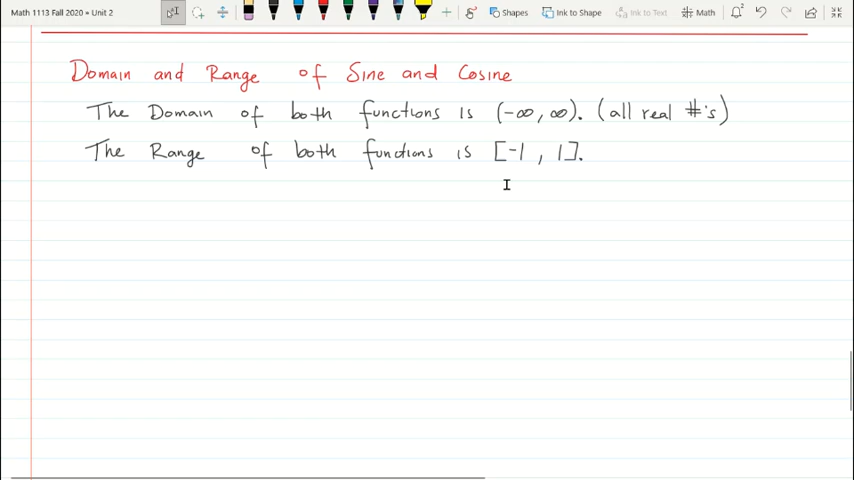 Math 1113 Fall 2020 » Unit 2
Shapes
Ink to Shape
Ink to Text
Math
Domain and Range of Sine and Cosine
The Domain of both functions is (-∞, ∞). (all real #'s)
The Range of both functions is [-1, 1].